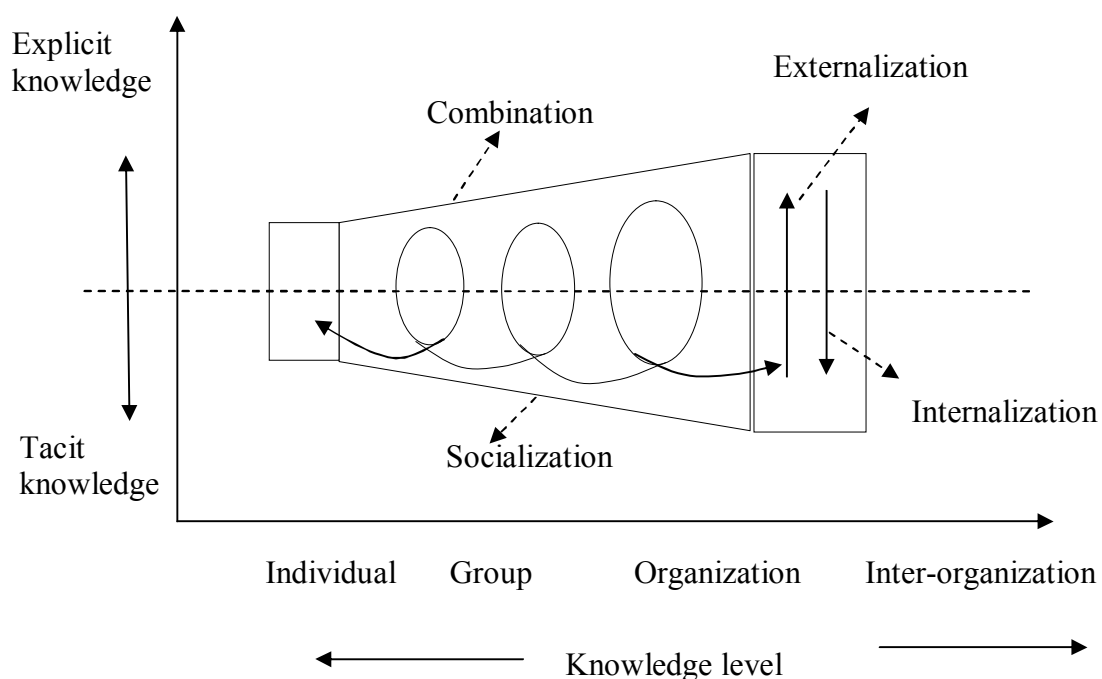 Explicit
knowledge
Externalization
Combination
Internalization
Tacit
knowledge
Socialization
Individual
Group
Organization
Inter-organization
Knowledge level